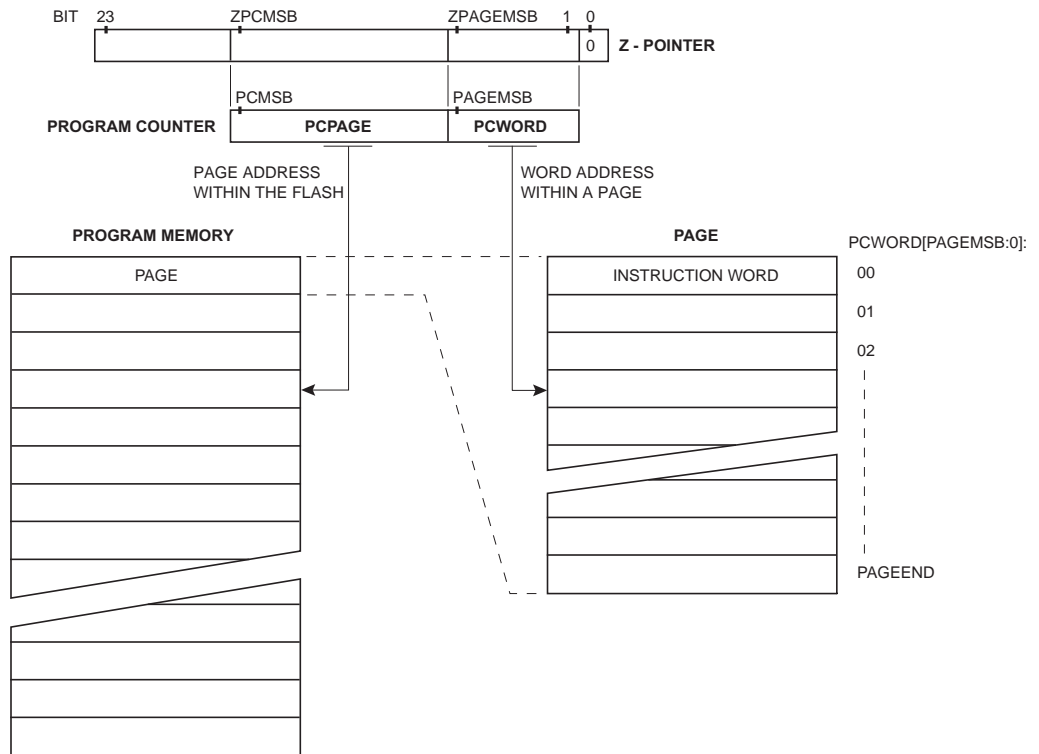 BIT 23 ZPCMSB ZPAGEMSB 1 0
0 Z - POINTER
PCMSB PAGEMSB
PROGRAM COUNTER PCPAGE PCWORD
PAGE ADDRESS
WITHIN THE FLASH
WORD ADDRESS
WITHIN A PAGE
PROGRAM MEMORY
PAGE
PAGE
PCWORD[PAGEMSB:0]:
INSTRUCTION WORD
00
01
02
PAGEEND